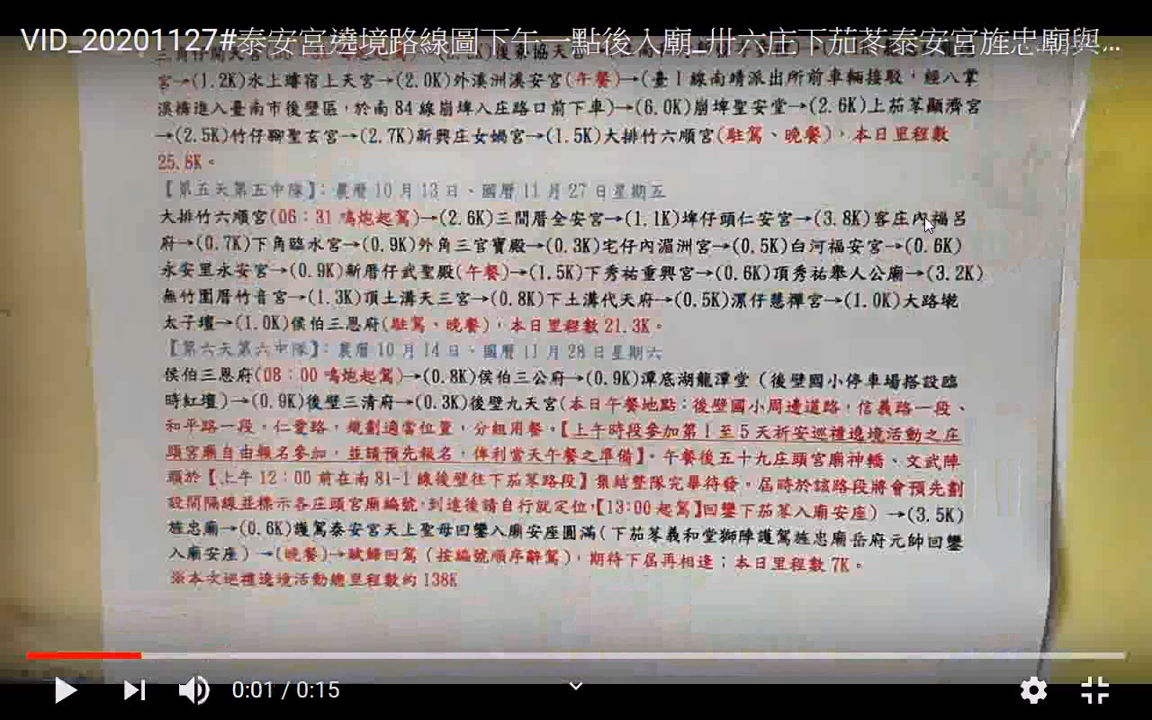 VID_20201127#泰安宮遶境路線圖下午一點後入廟_卅六庄下茄苳泰安宮旌忠廟與...
宮→(1.2K)水上壔宿上天宮→(2.0K)外溪洲溪安宮(午餐)→(臺1線南靖派出所前車輛接駁，經八掌
溪橋進入臺南市後壁區，於南84線崩埤入庄路口前下車)→(6.0K)崩埤聖安堂→(2.6K)上茄苳顯濟宮
→(2.5K)竹仔腳聖玄宮→(2.7K)新興庄女媧宮→(1.5K)大排竹六順宮(駐駕、晚餐)，本日里程數
25.8K。
【第五天第五中隊】：農曆10月13日、國曆11月27日星期五
大排竹六順宮(06：31鳴炮起駕)→(2.6K)三間厝全安宮→(1.1K)埤仔頭仁安宮→(3.8K)客庄內福呂
府→(0.7K)下角臨水宮→(0.9K)外角三官寶殿→(0.3K)宅仔內湄洲宮→(0.5K)白河福安宮→(0.6K)
永安里永安宮→(0.9K)新厝仔武聖殿(午餐)→(1.5K)下秀祐重興宮→(0.6K)頂秀祐舉人公廟→(3.2K)
無竹圍厝竹音宮→(1.3K)頂土溝天三宮→(0.8K)下土溝代天府→(0.5K)潔仔慧禪宮→(1.0K)大路墘
太子壇→(1.0K)侯伯三恩府(駐駕、晚餐)，本日里程數21.3K。
【第六天第六中隊】：農曆10月14日、國曆11月28日星期六
侯伯三恩府(08：00鳴炮起駕)→(0.8K)侯伯三公府→(0.9K)潭底湖龍潭堂（後壁國小停車場搭設臨
時紅壇）→(0.9K)後壁三清府→(0.3K)後壁九天宮(本日午餐地點：後壁國小周邊道路，信義路一段、
和平路一段，仁愛路，規劃適當位置，分組用餐。【上午時段參加第1至5天祈安巡禮遶境活動之庄
頭宮廟自由報名參加，並請預先報名，俾利當天午餐之準備】。午餐後五十九庄頭宮廟神轎、文武陣
頭於【上午12：00前在南81-1線後壁往下茄苳路段】集結整隊完畢待發。屆時於該路段將會預先劃
設間隔線並標示各庄頭宮廟編號，到達後請自行就定位，【13:00起駕】回鑾下茄苳入廟安座）→(3.5K)
旌忠廟→(0.6K)護駕泰安宮天上聖母回鑾入廟安座圓滿（下茄苳義和堂獅陣護駕旌忠廟岳府元帥回鑾
入廟安座）→(晚餐)→賦歸回駕（按編號順序辭駕），期待下屆再相逢；本日里程數7K。
※本次巡禮遶境活動總里程數約138K
0:01 / 0:15